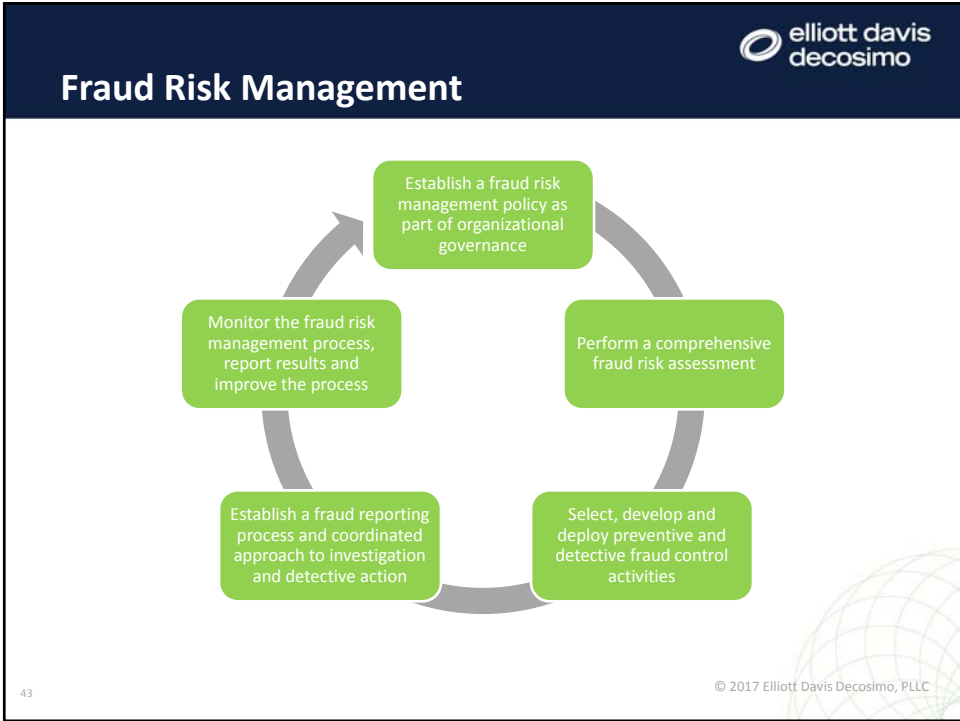 elliott davis
decosimo
Fraud Risk Management
Establish a fraud risk
management policy as
part of organizational
governance
Perform a comprehensive
fraud risk assessment
Select, develop and
deploy preventive and
detective fraud control
activities
Establish a fraud reporting
process and coordinated
approach to investigation
and detective action
Monitor the fraud risk
management process,
report results and
improve the process
43
© 2017 Elliott Davis Decosimo, PLLC